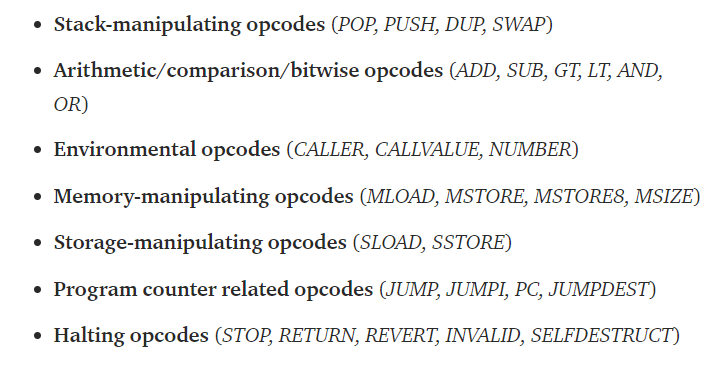 • Stack-manipulating opcodes (POP, PUSH, DUP, SWAP)
• Arithmetic/comparison/bitwise opcodes (ADD, SUB, GT, LT, AND,
OR)
• Environmental opcodes (CALLER, CALLVALUE, NUMBER)
• Memory-manipulating opcodes (MLOAD, MSTORE, MSTORE8, MSIZE)
• Storage-manipulating opcodes (SLOAD, SSTORE)
• Program counter related opcodes (JUMP, JUMPI, PC, JUMPDEST)
• Halting opcodes (STOP, RETURN, REVERT, INVALID, SELFDESTRUCT)